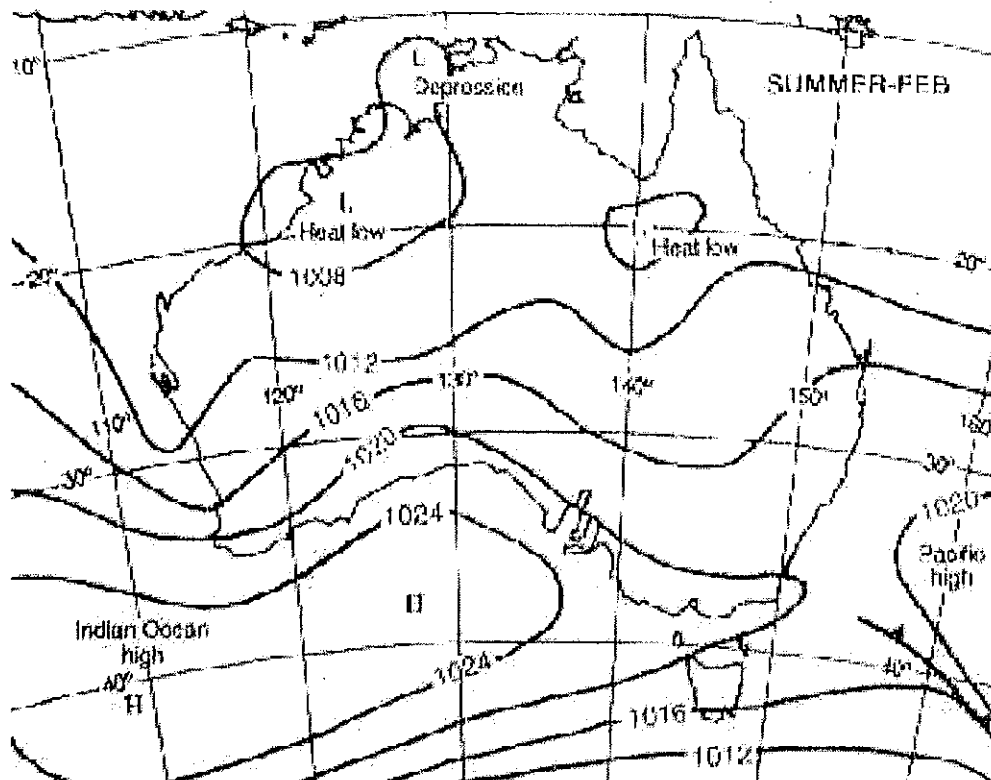 10°
L
Depression
SUMMER-FEB
L
Heat low
Heat low
20°
20°
1008
1012
120°
130°
140°
150°
1016
110°
160°
1020
30°
30°
1024
1020
Pacific
high
H
Indian Ocean
high
1024
40°
40°
H
1016
1012